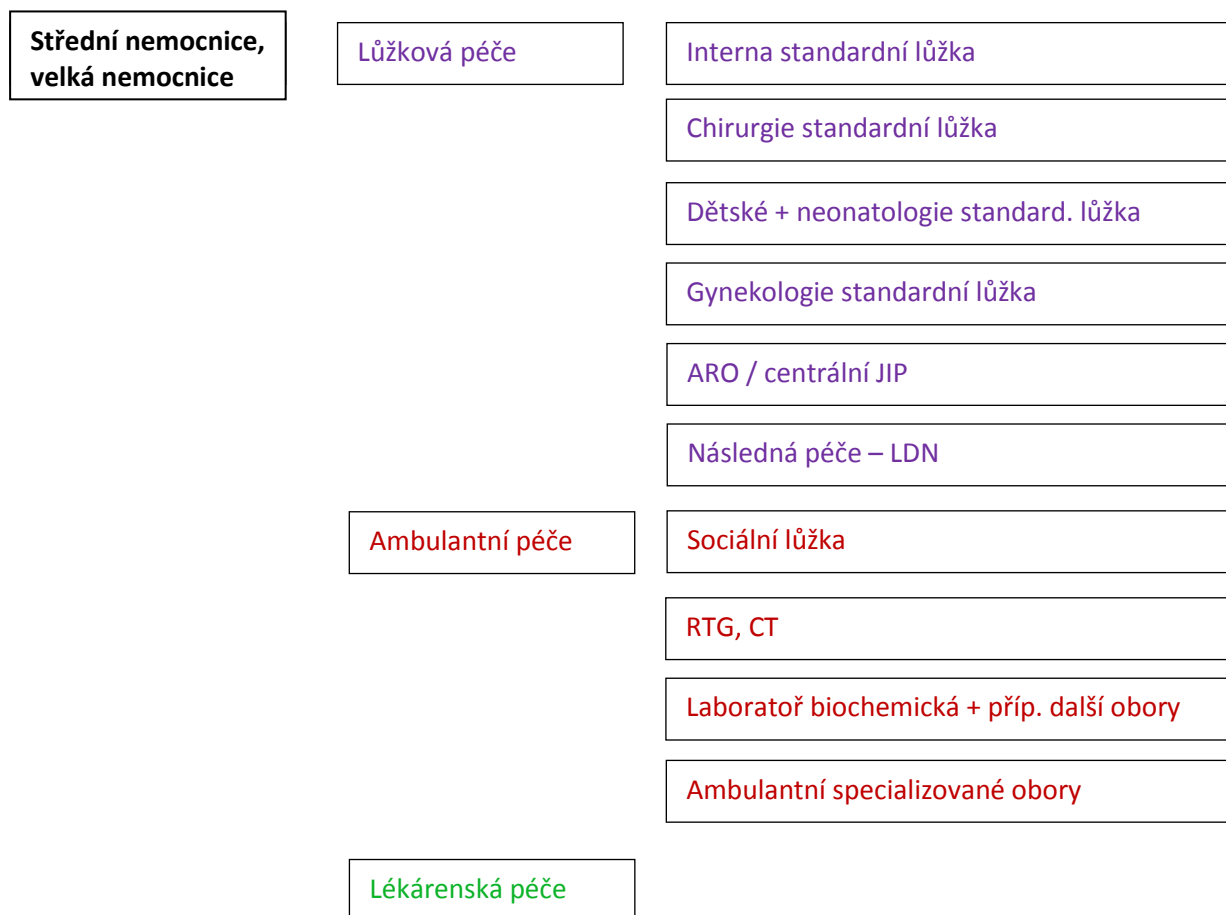 Střední nemocnice,
velká nemocnice
Lůžková péče
Interna standardní lůžka
Chirurgie standardní lůžka
Dětské + neonatologie standard. lůžka
Gynekologie standardní lůžka
ARO / centrální JIP
Následná péče – LDN
Ambulantní péče
Sociální lůžka
RTG, CT
Laboratoř biochemická + příp. další obory
Ambulantní specializované obory
Lékárenská péče